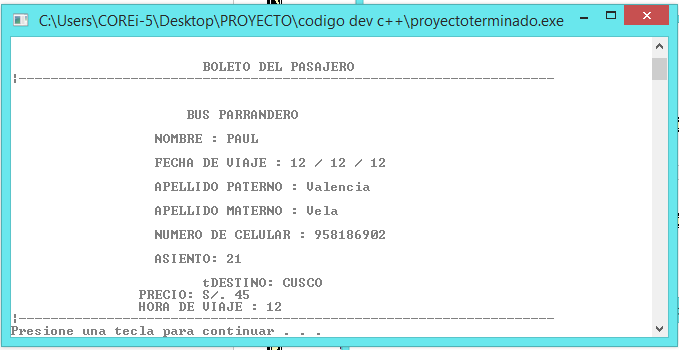 C:\Users\COREi-5\Desktop\PROYECTO\codigo dev c++\proyectoterminado.exe
BOLETO DEL PASAJERO
¦-------------------------------------------------------------------
BUS PARRANDERO
NOMBRE : PAUL
FECHA DE VIAJE : 12 / 12 / 12
APELLIDO PATERNO : Valencia
APELLIDO MATERNO : Vela
NUMERO DE CELULAR : 958186902
ASIENTO: 21
tDESTINO: CUSCO
PRECIO: S/. 45
HORA DE VIAJE : 12
¦-------------------------------------------------------------------
Presione una tecla para continuar . . .